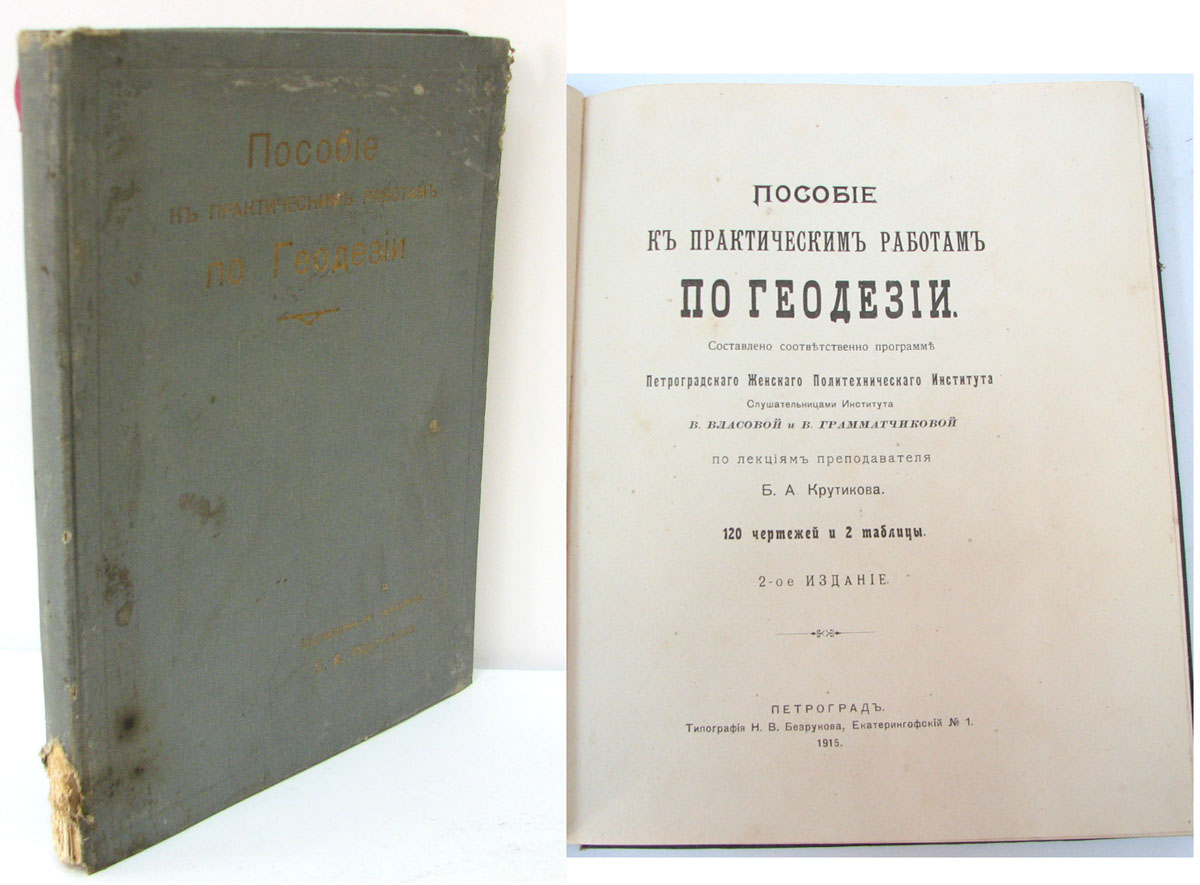 Пособіе
къ практическимъ работамъ
по Геодезіи
ПОСОБІЕ
КЪ ПРАКТИЧЕСКИМЪ РАБОТАМЪ
ПО ГЕОДЕЗІИ.
Составлено соотвѣтственно программѣ
Петроградскаго Женскаго Политехническаго Института
Слушательницами Института
В. ВЛАСОВОЙ и В. ГРАММАТЧИКОВОЙ
по лекціямъ преподавателя
Б. А. Крутикова.
120 чертежей и 2 таблицы.
2-ое ИЗДАНІЕ.
ПЕТРОГРАДЪ.
Типографія Н. В. Безрукова, Екатерингофскій № 1.
1915.